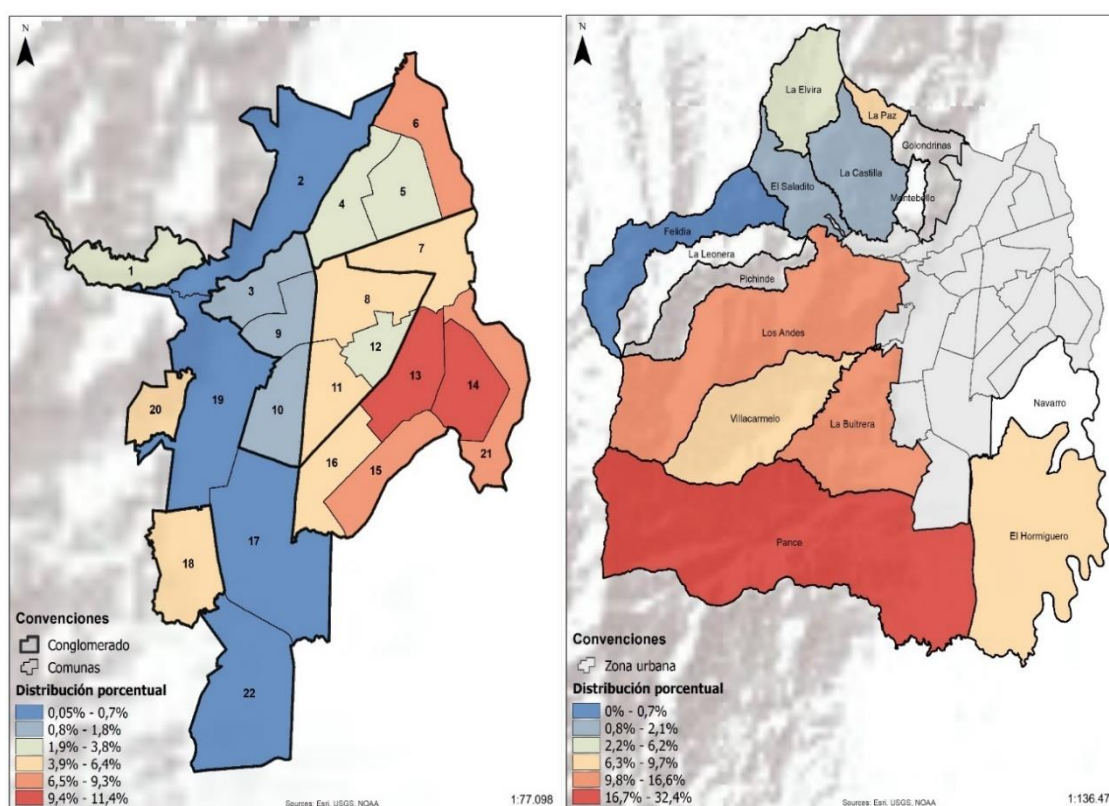 N
6
2
5
4
7
1
3
8
9
12
13
14
11
10
20
19
16
15
21
17
18
22
Convenciones
Conglomerado
Comunas
Distribución porcentual
0,05% - 0,7%
0,8% - 1,8%
1,9% - 3,8%
3,9% - 6,4%
6,5% - 9,3%
9,4% - 11,4%
Sources: Esri, USGS, NOAA
1:77.098
N
La Elvira
La Paz
Golondrinas
La Castilla
El Saladito
Montebello
Felidia
La Leonera
Pichinde
Los Andes
Navarro
Villacarmelo
La Buitrera
El Hormiguero
Pance
Convenciones
Zona urbana
Distribución porcentual
0% - 0,7%
0,8% - 2,1%
2,2% - 6,2%
6,3% - 9,7%
9,8% - 16,6%
16,7% - 32,4%
Sources: Esri, USGS, NOAA
1:136.47